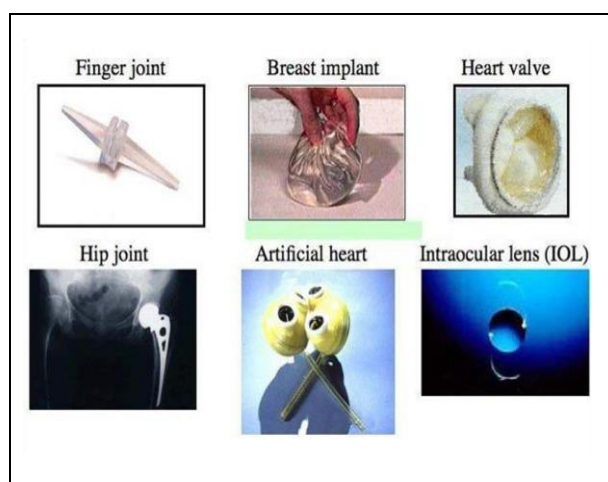 Finger joint
Breast implant
Heart valve
Hip joint
Artificial heart
Intraocular lens (IOL)